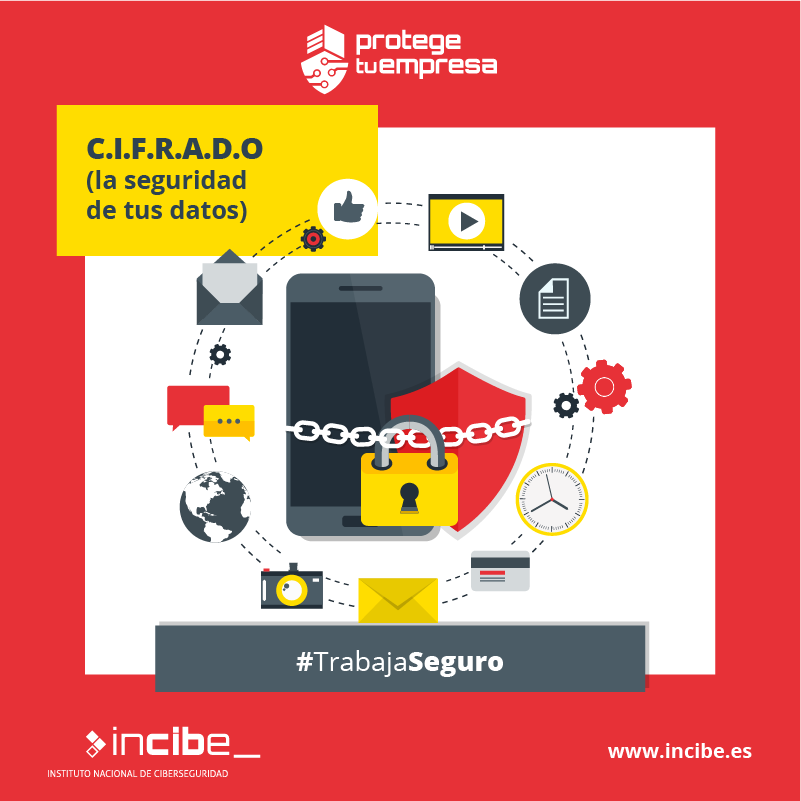 protege
tuempresa
C.I.F.R.A.D.O
(la seguridad
de tus datos)
#TrabajaSeguro
incibe_
INSTITUTO NACIONAL DE CIBERSEGURIDAD
www.incibe.es